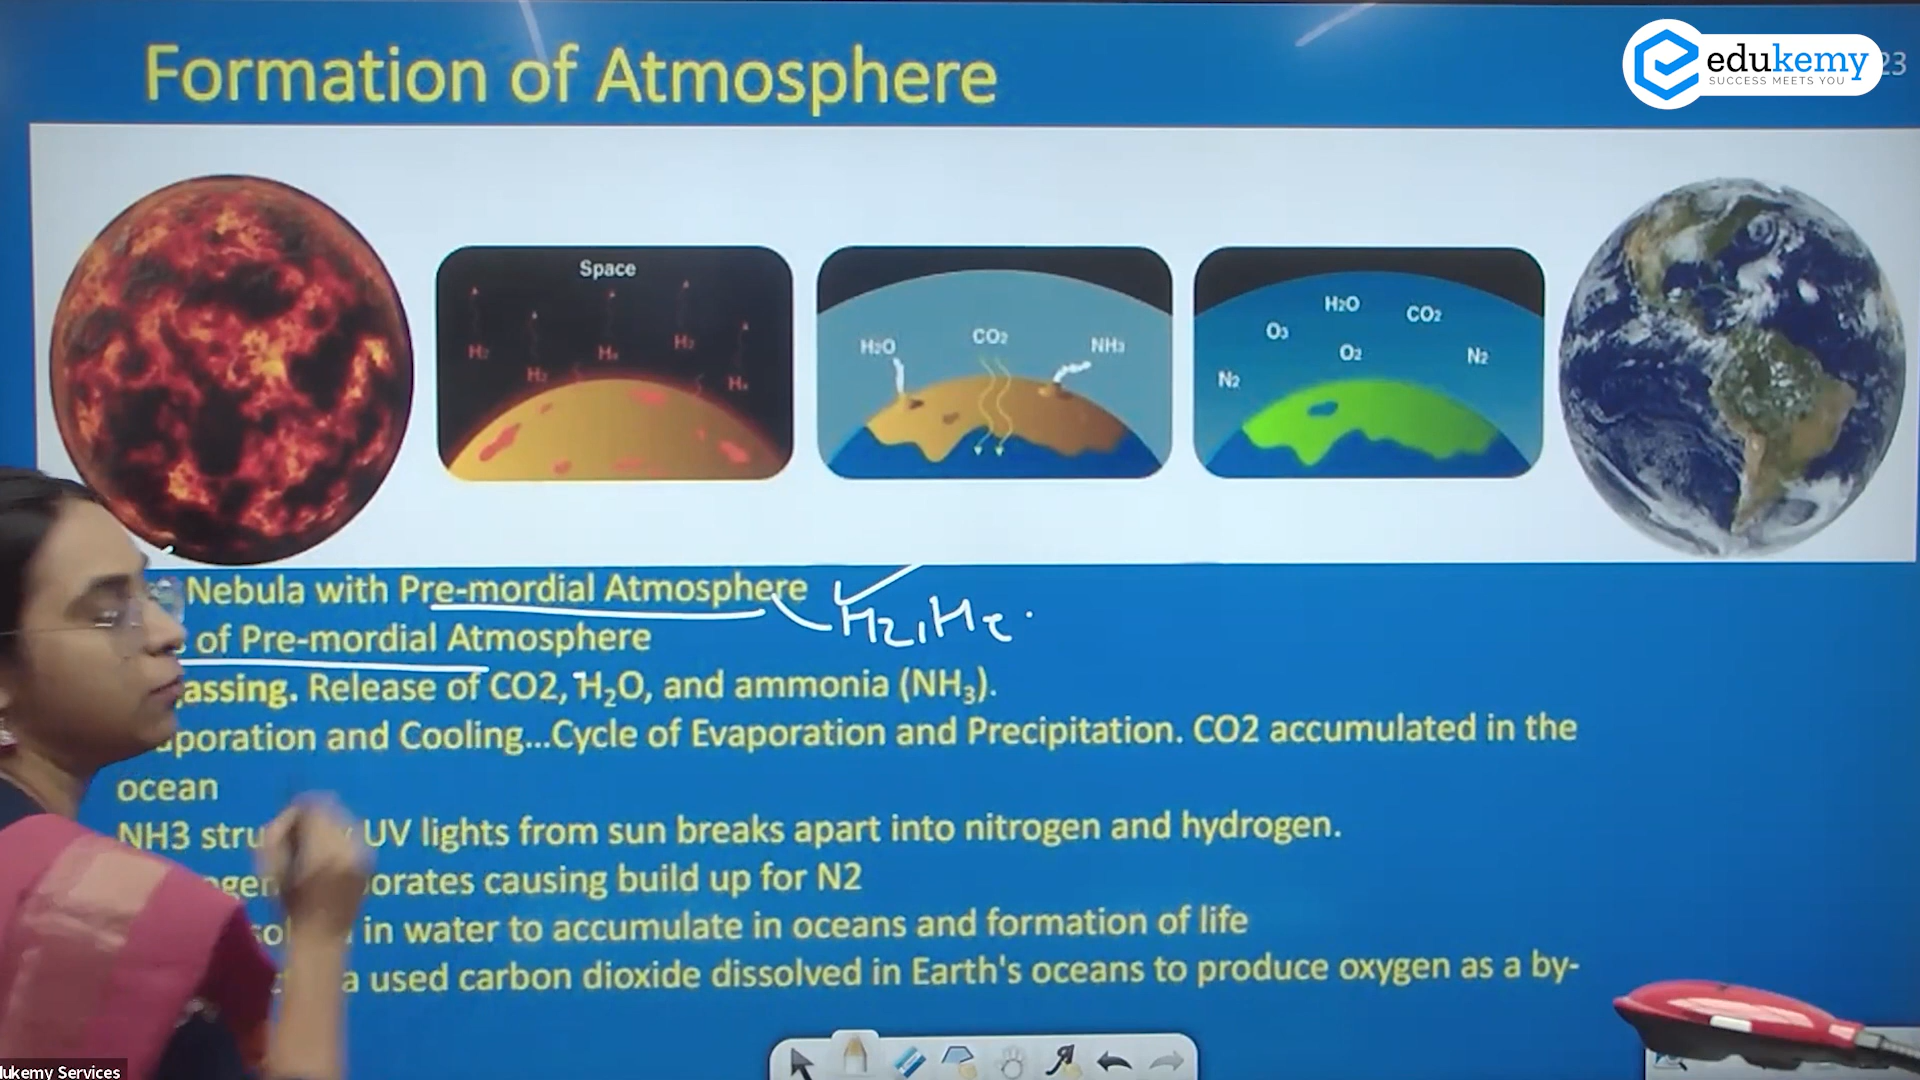 Formation of Atmosphere
edukemy
SUCCESS MEETS YOU
23
Space
H2 H2 H2
H2O CO2 NH3
H2O CO2
O3 O2 N2
N2
Nebula with Pre-mordial Atmosphere
H2, He.
of Pre-mordial Atmosphere
assing. Release of CO2, H₂O, and ammonia (NH₃).
aporation and Cooling...Cycle of Evaporation and Precipitation. CO2 accumulated in the
ocean
NH3 UV lights from sun breaks apart into nitrogen and hydrogen.
orates causing build up for N2
in water to accumulate in oceans and formation of life
a used carbon dioxide dissolved in Earth's oceans to produce oxygen as a by-
lukemy Services